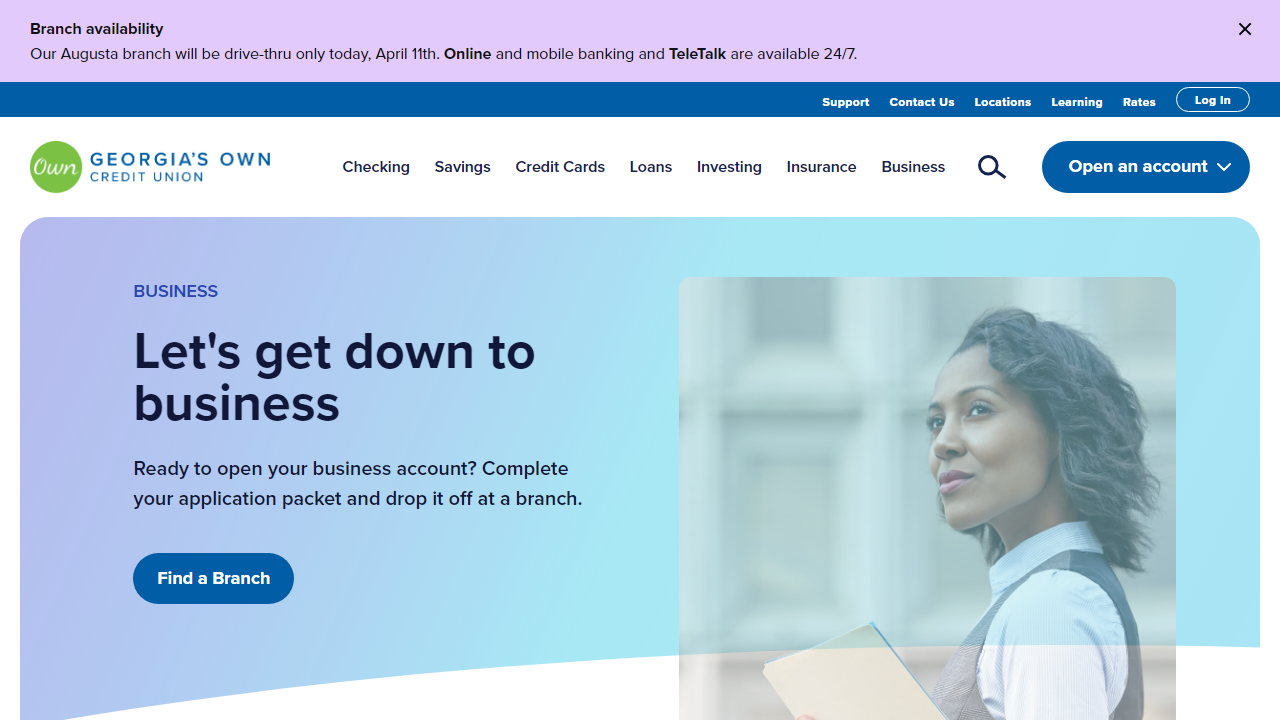 Branch availability
Our Augusta branch will be drive-thru only today, April 11th. Online and mobile banking and TeleTalk are available 24/7.
Support Contact Us Locations Learning Rates Log In
Own GEORGIA'S OWN
CREDIT UNION
Checking Savings Credit Cards Loans Investing Insurance Business Open an account
BUSINESS
Let's get down to
business
Ready to open your business account? Complete
your application packet and drop it off at a branch.
Find a Branch